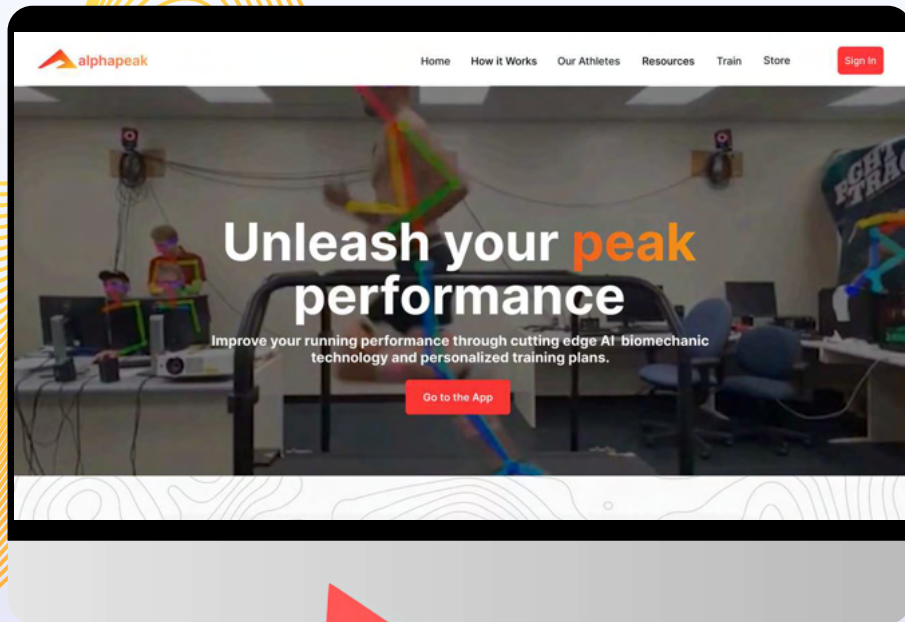 alphapeak
Home How it Works Our Athletes Resources Train Store Sign In
Unleash your peak
performance
Improve your running performance through cutting edge AI biomechanic
technology and personalized training plans.
Go to the App